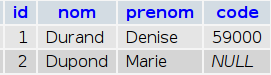 id nom prenom code
1 Durand Denise 59000
2 Dupond Marie NULL